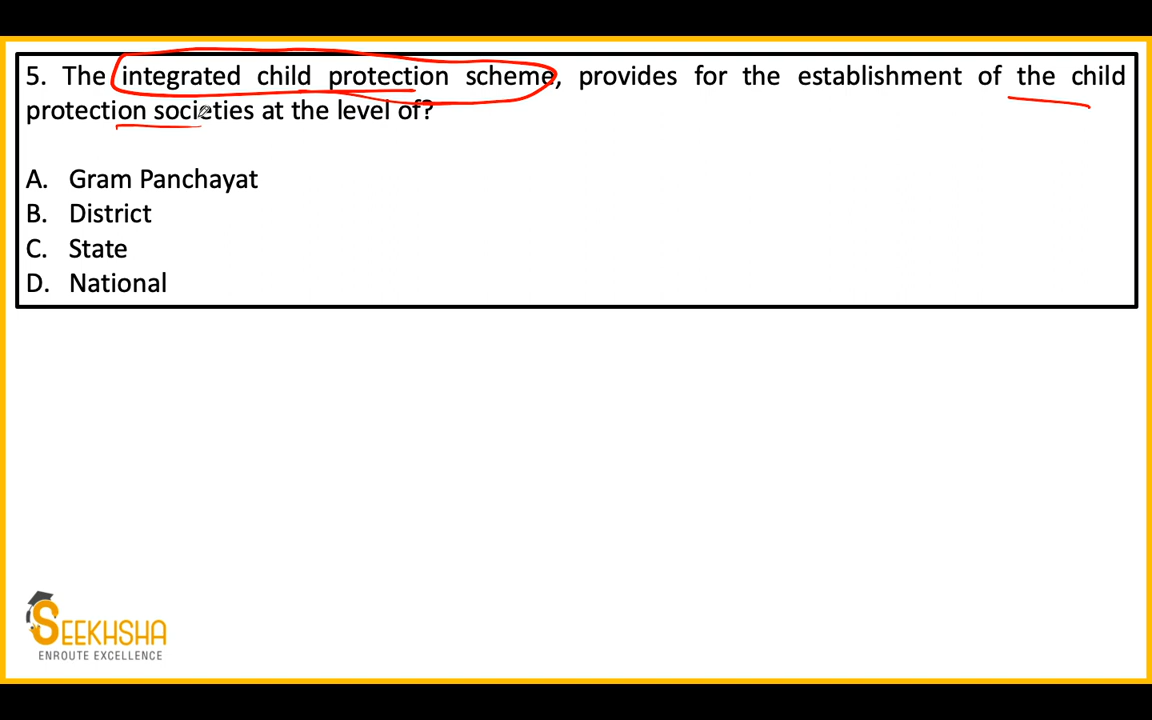 5. The integrated child protection scheme, provides for the establishment of the child
protection societies at the level of?
A. Gram Panchayat
B. District
C. State
D. National
SEEKHSHA
ENROUTE EXCELLENCE